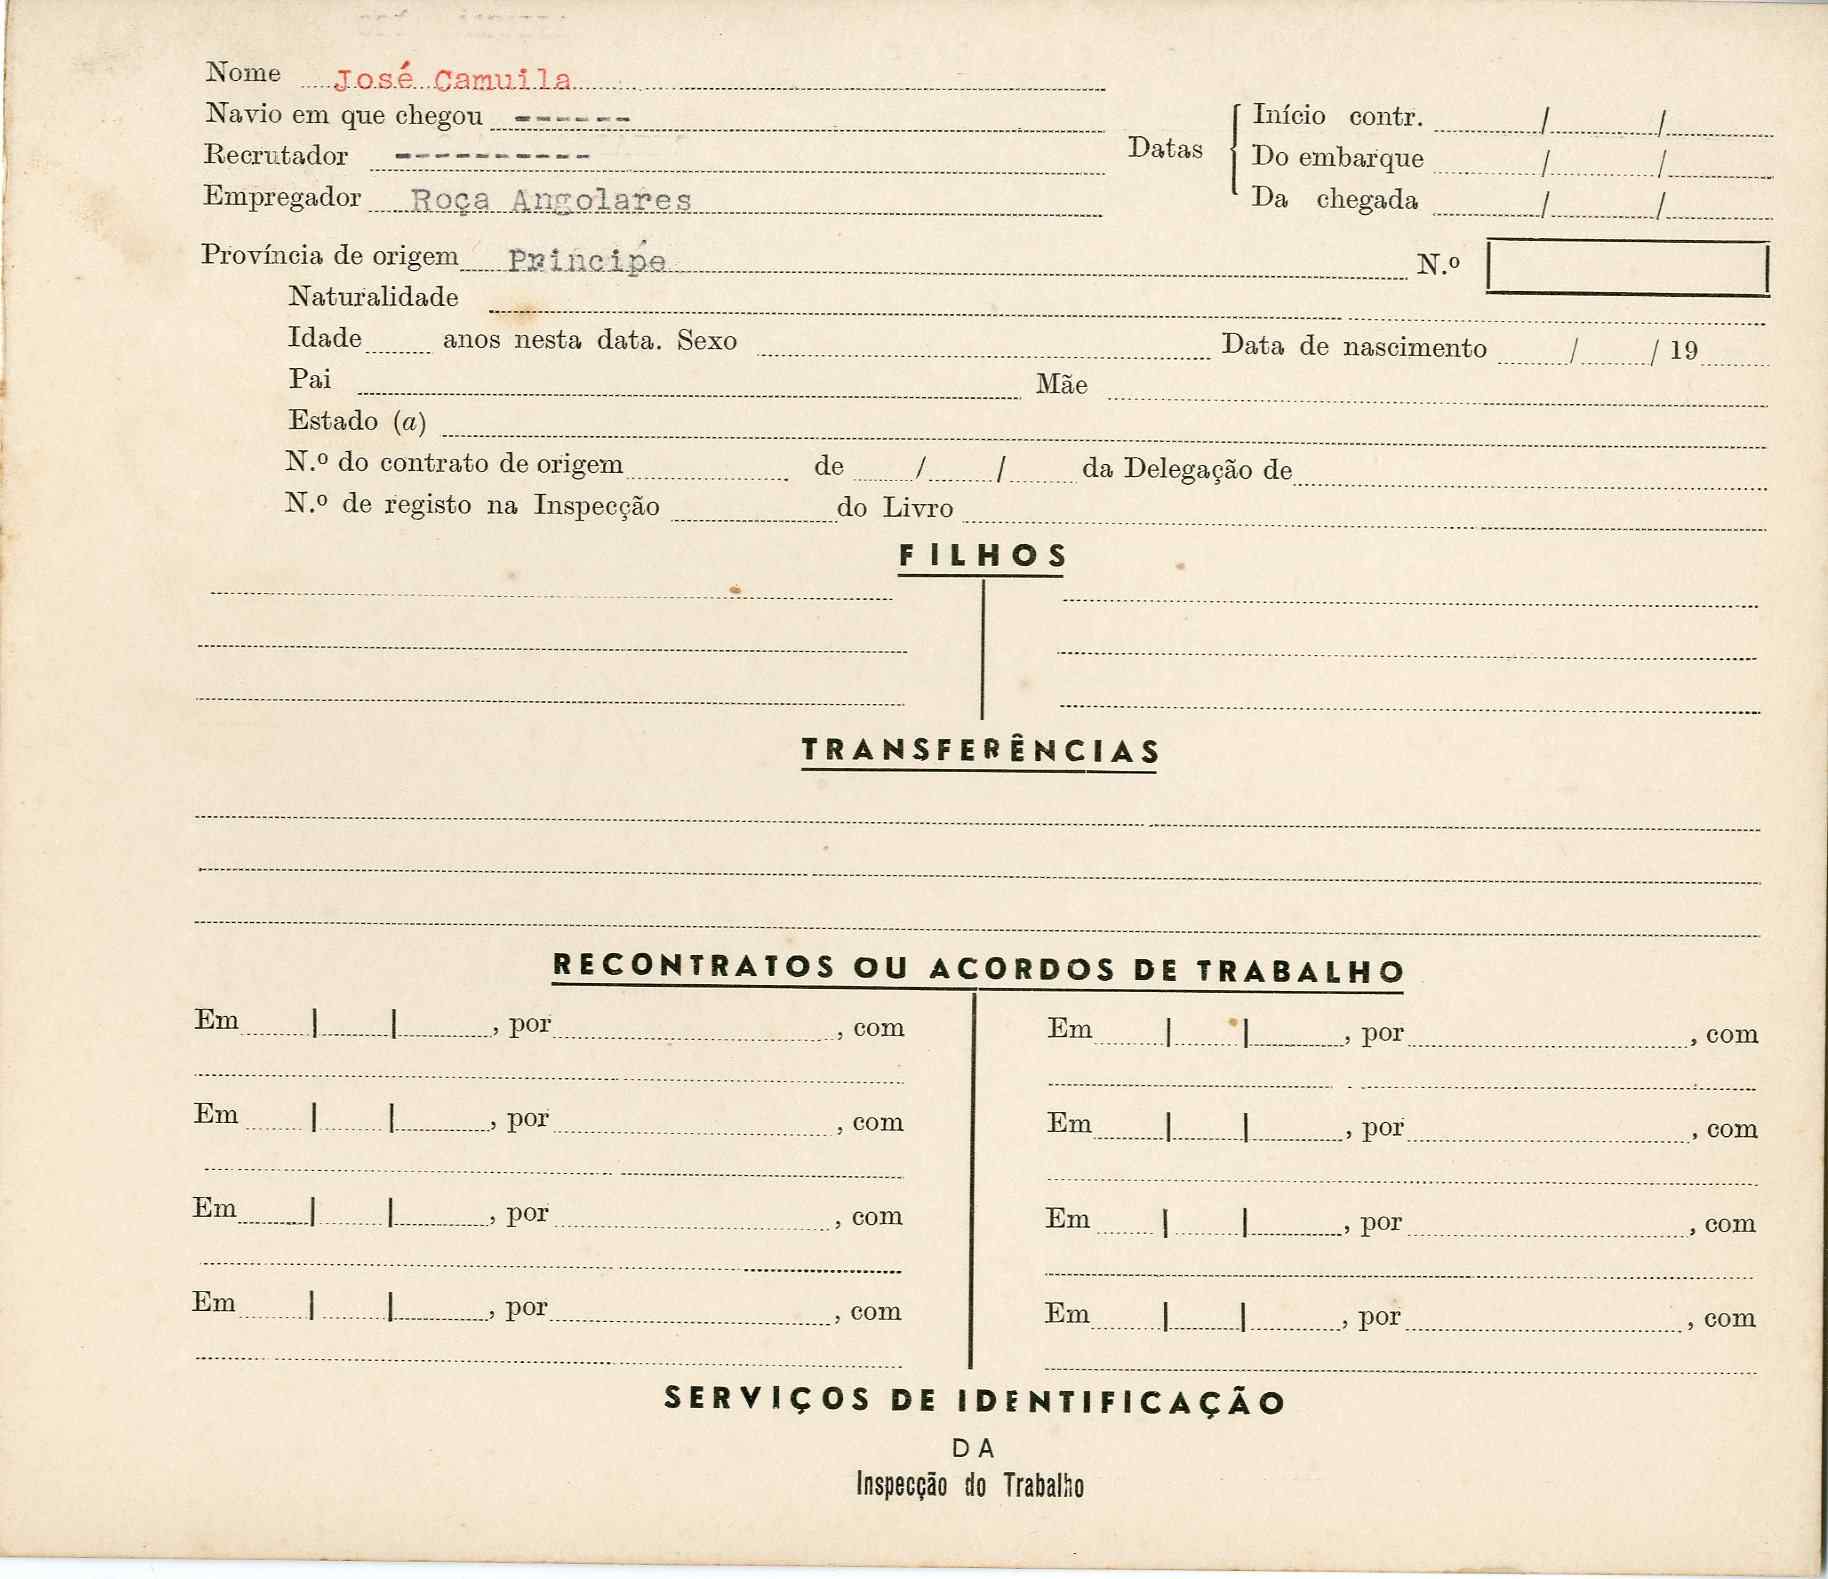 Nome José Camuila
Navio em que chegou ------
Recrutador ----------
Empregador Roça Angolares
Datas
Início contr. / /
Do embarque / /
Da chegada / /
Província de origem Príncipe N.º
Naturalidade
Idade anos nesta data. Sexo Data de nascimento / / 19
Pai Mãe
Estado (a)
N.º do contrato de origem de / / da Delegação de
N.º de registo na Inspecção do Livro
FILHOS
TRANSFERÊNCIAS
RECONTRATOS OU ACORDOS DE TRABALHO
Em | | , por , com
Em | | , por , com
Em | | , por , com
Em | | , por , com
Em | | , por , com
Em | | , por , com
Em | | , por , com
Em | | , por , com
SERVIÇOS DE IDENTIFICAÇÃO
DA
Inspecção do Trabalho